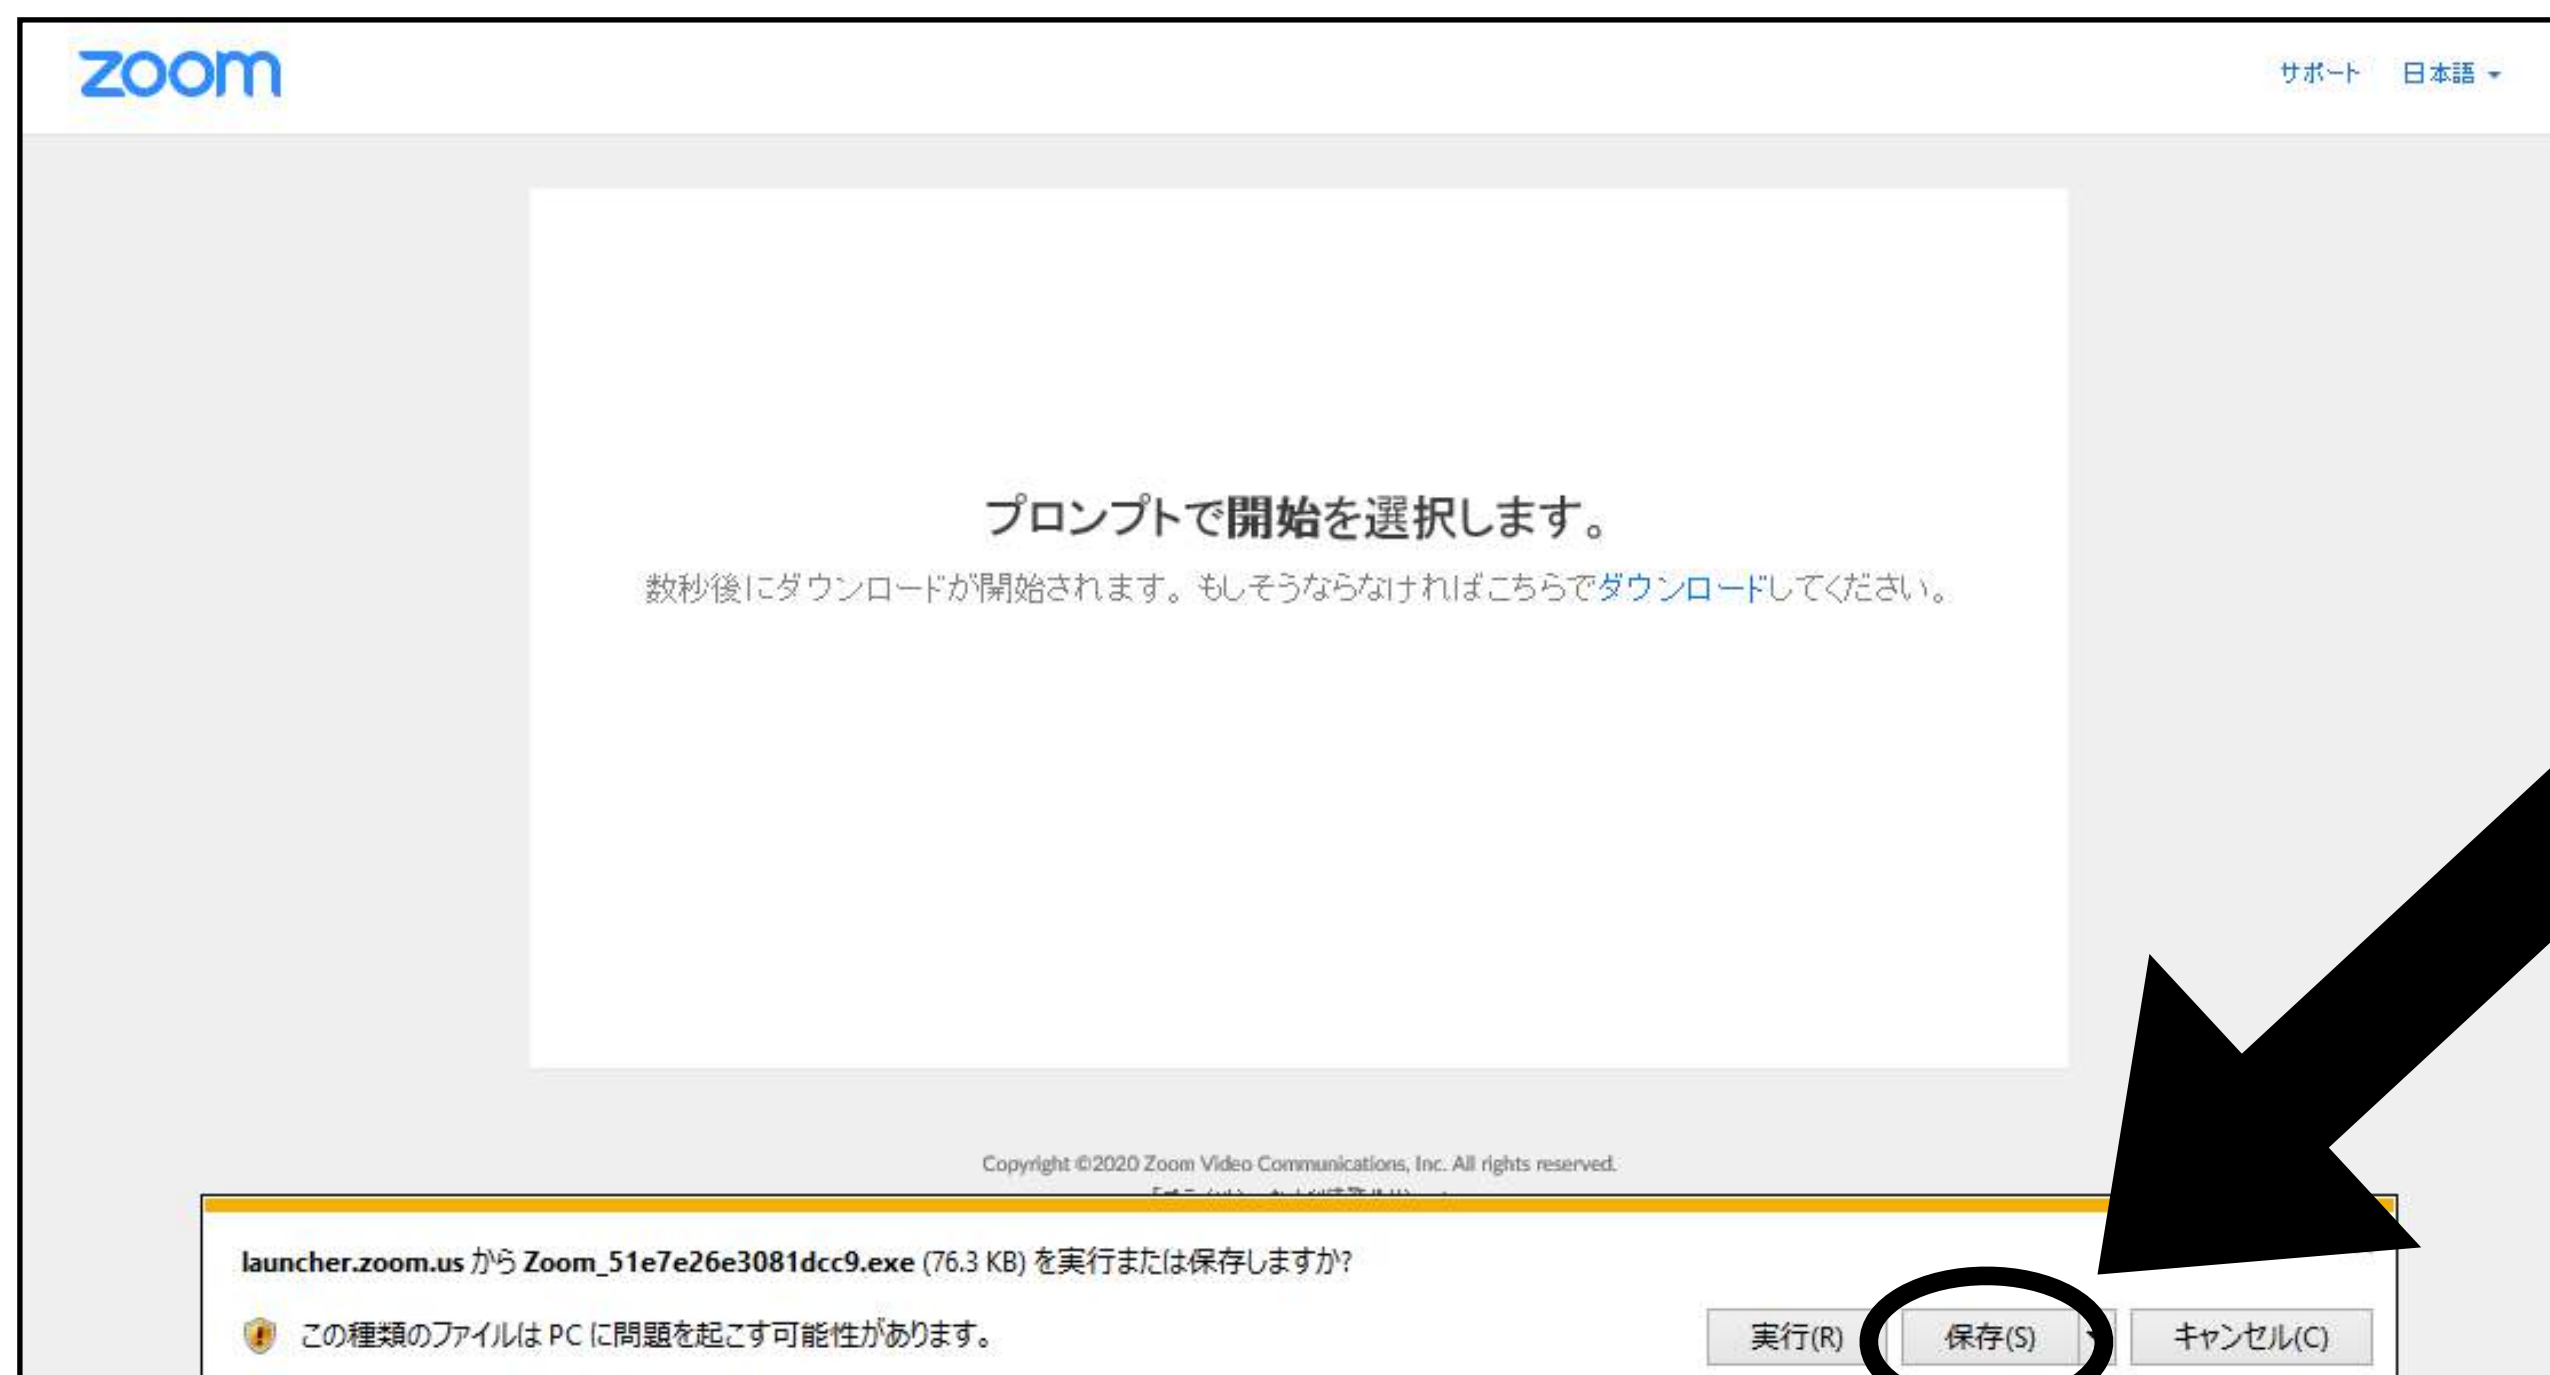 zoom
サポート 日本語
プロンプトで開始を選択します。
数秒後にダウンロードが開始されます。もしそうならなければこちらでダウンロードしてください。
Copyright ©2020 Zoom Video Communications, Inc. All rights reserved.
launcher.zoom.us から Zoom_51e7e26e3081dcc9.exe (76.3 KB) を実行または保存しますか?
この種類のファイルは PC に問題を起こす可能性があります。
実行(R) 保存(S) キャンセル(C)